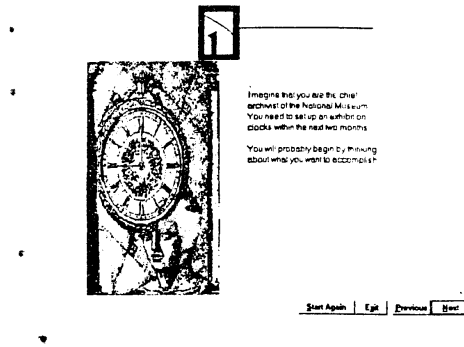 1
Imagine that you are the chief
archivist of the National Museum
You need to set up an exhibition
clocks within the next two months
You will probably begin by thinking
about what you want to accomplish
Start Again Exit Previous Next